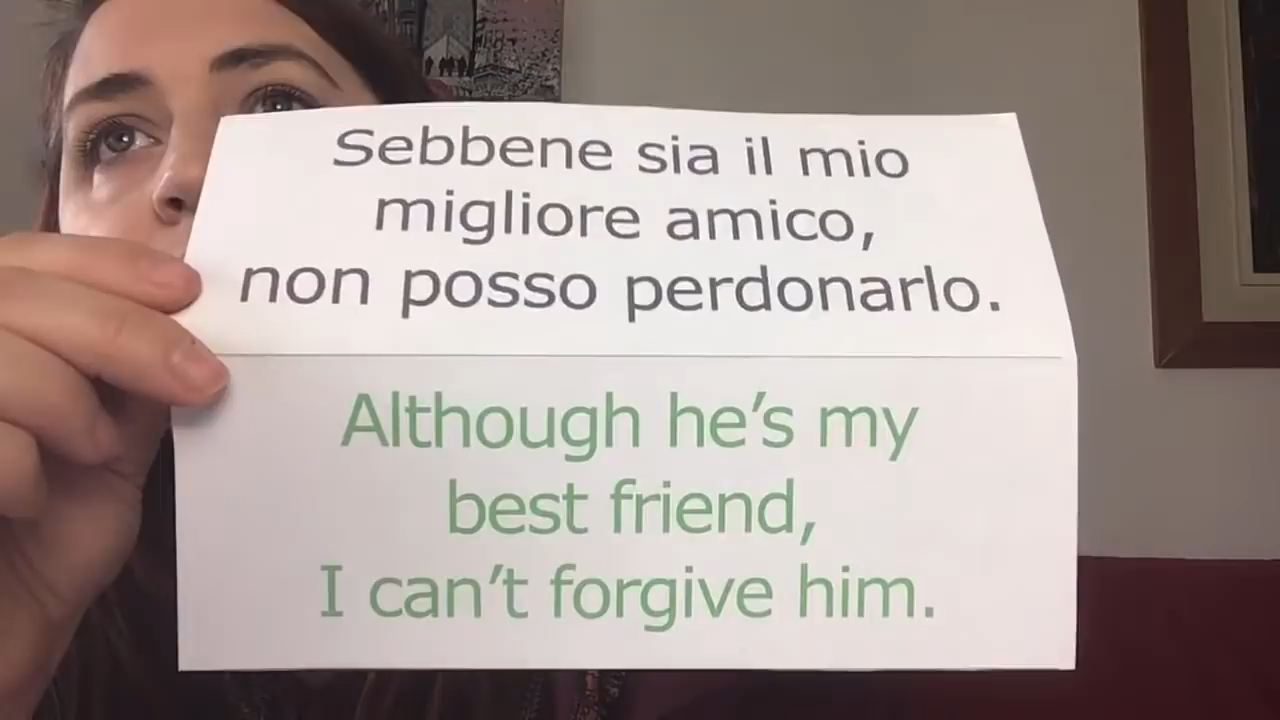 Sebbene sia il mio
migliore amico,
non posso perdonarlo.
Although he's my
best friend,
I can't forgive him.